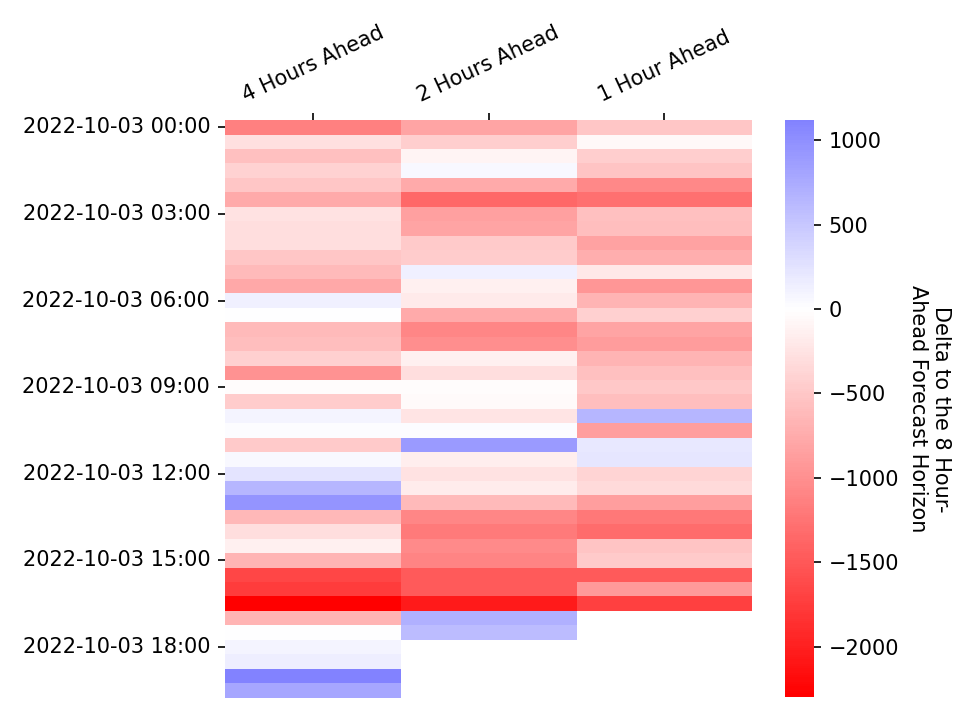 4 Hours Ahead
2 Hours Ahead
1 Hour Ahead
2022-10-03 00:00
2022-10-03 03:00
2022-10-03 06:00
2022-10-03 09:00
2022-10-03 12:00
2022-10-03 15:00
2022-10-03 18:00
1000
500
0
−500
−1000
−1500
−2000
Delta to the 8 Hour-
Ahead Forecast Horizon